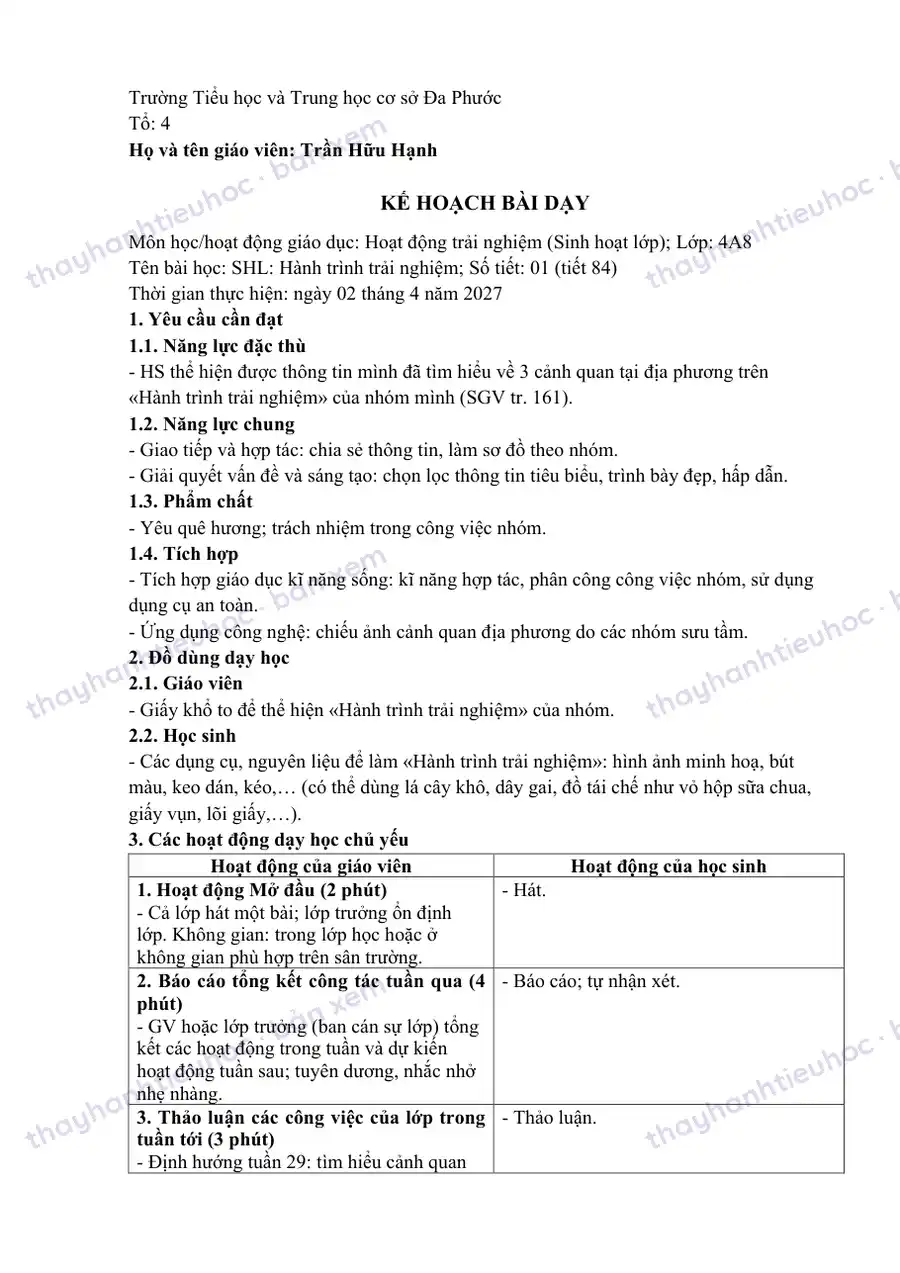 Trường Tiểu học và Trung học cơ sở Đa Phước
Tổ: 4
Họ và tên giáo viên: Trần Hữu Hạnh
KẾ HOẠCH BÀI DẠY
Môn học/hoạt động giáo dục: Hoạt động trải nghiệm (Sinh hoạt lớp); Lớp: 4A8
Tên bài học: SHL: Hành trình trải nghiệm; Số tiết: 01 (tiết 84)
Thời gian thực hiện: ngày 02 tháng 4 năm 2027
1. Yêu cầu cần đạt
1.1. Năng lực đặc thù
- HS thể hiện được thông tin mình đã tìm hiểu về 3 cảnh quan tại địa phương trên
«Hành trình trải nghiệm» của nhóm mình (SGV tr. 161).
1.2. Năng lực chung
- Giao tiếp và hợp tác: chia sẻ thông tin, làm sơ đồ theo nhóm.
- Giải quyết vấn đề và sáng tạo: chọn lọc thông tin tiêu biểu, trình bày đẹp, hấp dẫn.
1.3. Phẩm chất
- Yêu quê hương; trách nhiệm trong công việc nhóm.
1.4. Tích hợp
- Tích hợp giáo dục kĩ năng sống: kĩ năng hợp tác, phân công công việc nhóm, sử dụng
dụng cụ an toàn.
- Ứng dụng công nghệ: chiếu ảnh cảnh quan địa phương do các nhóm sưu tầm.
2. Đồ dùng dạy học
2.1. Giáo viên
- Giấy khổ to để thể hiện «Hành trình trải nghiệm» của nhóm.
2.2. Học sinh
- Các dụng cụ, nguyên liệu để làm «Hành trình trải nghiệm»: hình ảnh minh hoạ, bút
màu, keo dán, kéo,… (có thể dùng lá cây khô, dây gai, đồ tái chế như vỏ hộp sữa chua,
giấy vụn, lõi giấy,…).
3. Các hoạt động dạy học chủ yếu
Hoạt động của giáo viên
Hoạt động của học sinh
1. Hoạt động Mở đầu (2 phút)
- Cả lớp hát một bài; lớp trưởng ổn định
lớp. Không gian: trong lớp học hoặc ở
không gian phù hợp trên sân trường.
- Hát.
2. Báo cáo tổng kết công tác tuần qua (4
phút)
- GV hoặc lớp trưởng (ban cán sự lớp) tổng
kết các hoạt động trong tuần và dự kiến
hoạt động tuần sau; tuyên dương, nhắc nhở
nhẹ nhàng.
- Báo cáo; tự nhận xét.
3. Thảo luận các công việc của lớp trong
tuần tới (3 phút)
- Định hướng tuần 29: tìm hiểu cảnh quan
- Thảo luận.
thayhanhtieuhoc · bản xem
thayhanhtieuhoc · b
thayhanhtieuhoc · bản xem
thayhanhtieuhoc · b
thayhanhtieuhoc · bản xem
thayhanhtieuhoc · b